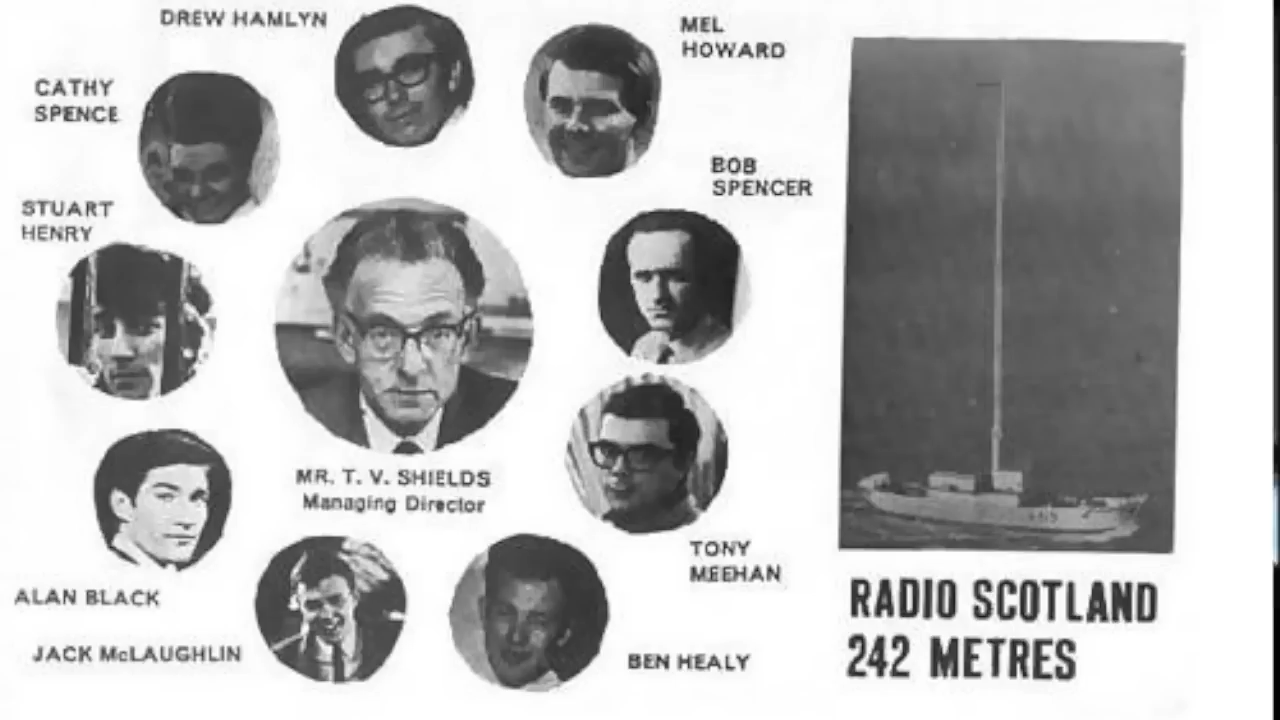 DREW HAMLYN
MEL
HOWARD
CATHY
SPENCE
BOB
SPENCER
STUART
HENRY
MR. T. V. SHIELDS
Managing Director
TONY
MEEHAN
ALAN BLACK
JACK McLAUGHLIN
BEN HEALY
RADIO SCOTLAND
242 METRES